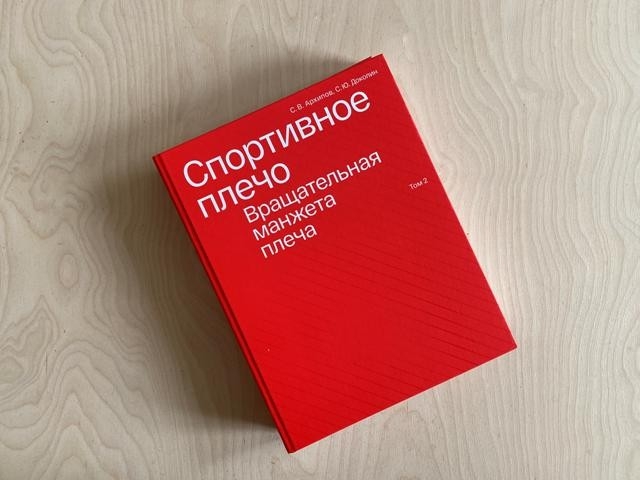 С. В. Архипов, С. Ю. Доколин
Спортивное
плечо
Вращательная
манжета
плеча
Том 2